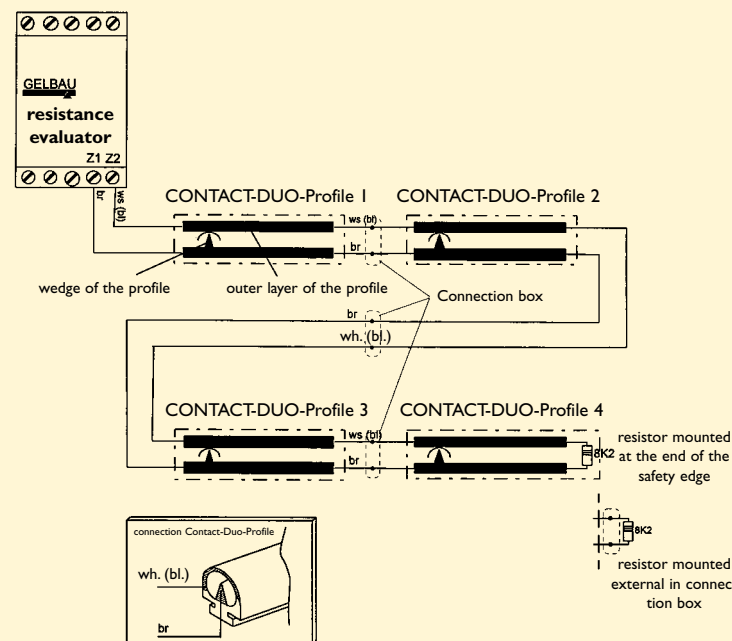 GELBAU
resistance
evaluator
Z1 Z2
br
ws (bl)
CONTACT-DUO-Profile 1
CONTACT-DUO-Profile 2
ws (bl)
br
wedge of the profile
outer layer of the profile
Connection box
br
wh. (bl.)
CONTACT-DUO-Profile 3
CONTACT-DUO-Profile 4
ws (bl)
br
8K2
resistor mounted
at the end of the
safety edge
connection Contact-Duo-Profile
wh. (bl.)
br
8K2
resistor mounted
external in connec-
tion box